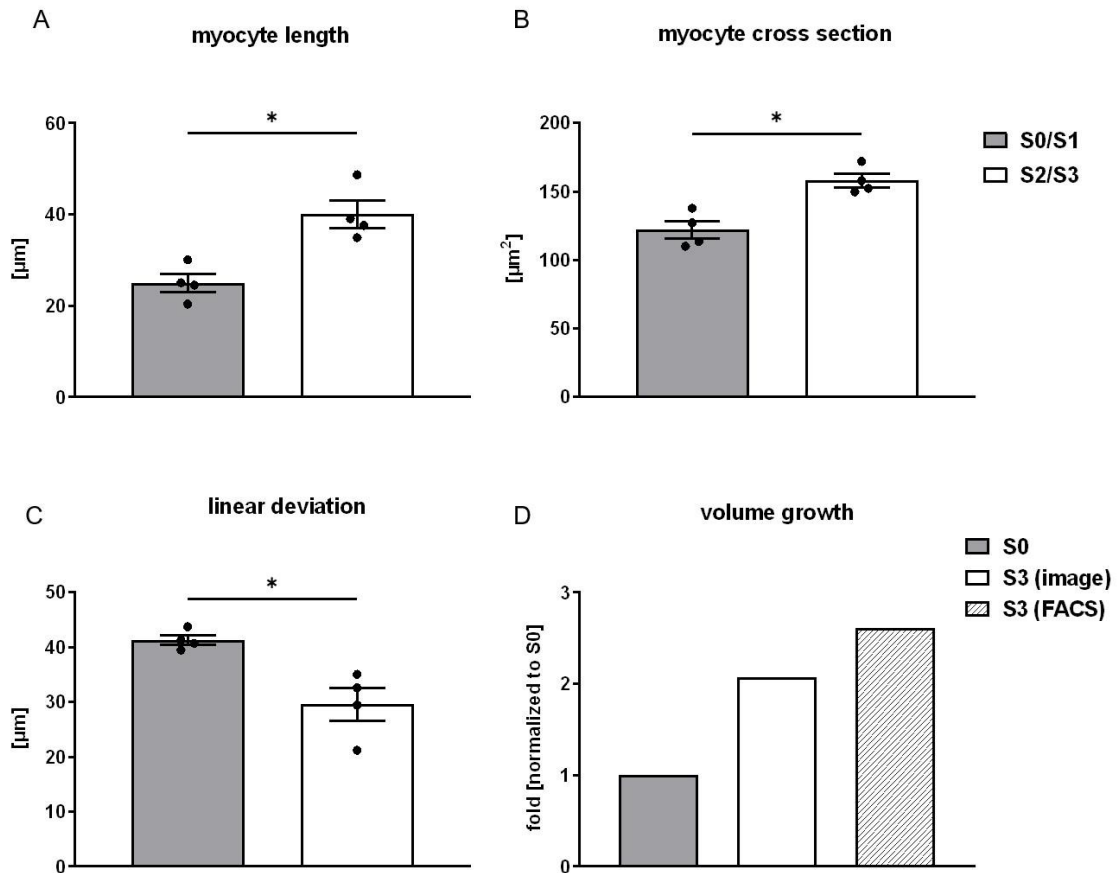 A
myocyte length
[µm]
60
40
20
0
*
B
myocyte cross section
[µm²]
200
150
100
50
0
*
S0/S1
S2/S3
C
linear deviation
[µm]
50
40
30
20
10
0
*
D
volume growth
fold [normalized to S0]
3
2
1
0
S0
S3 (image)
S3 (FACS)